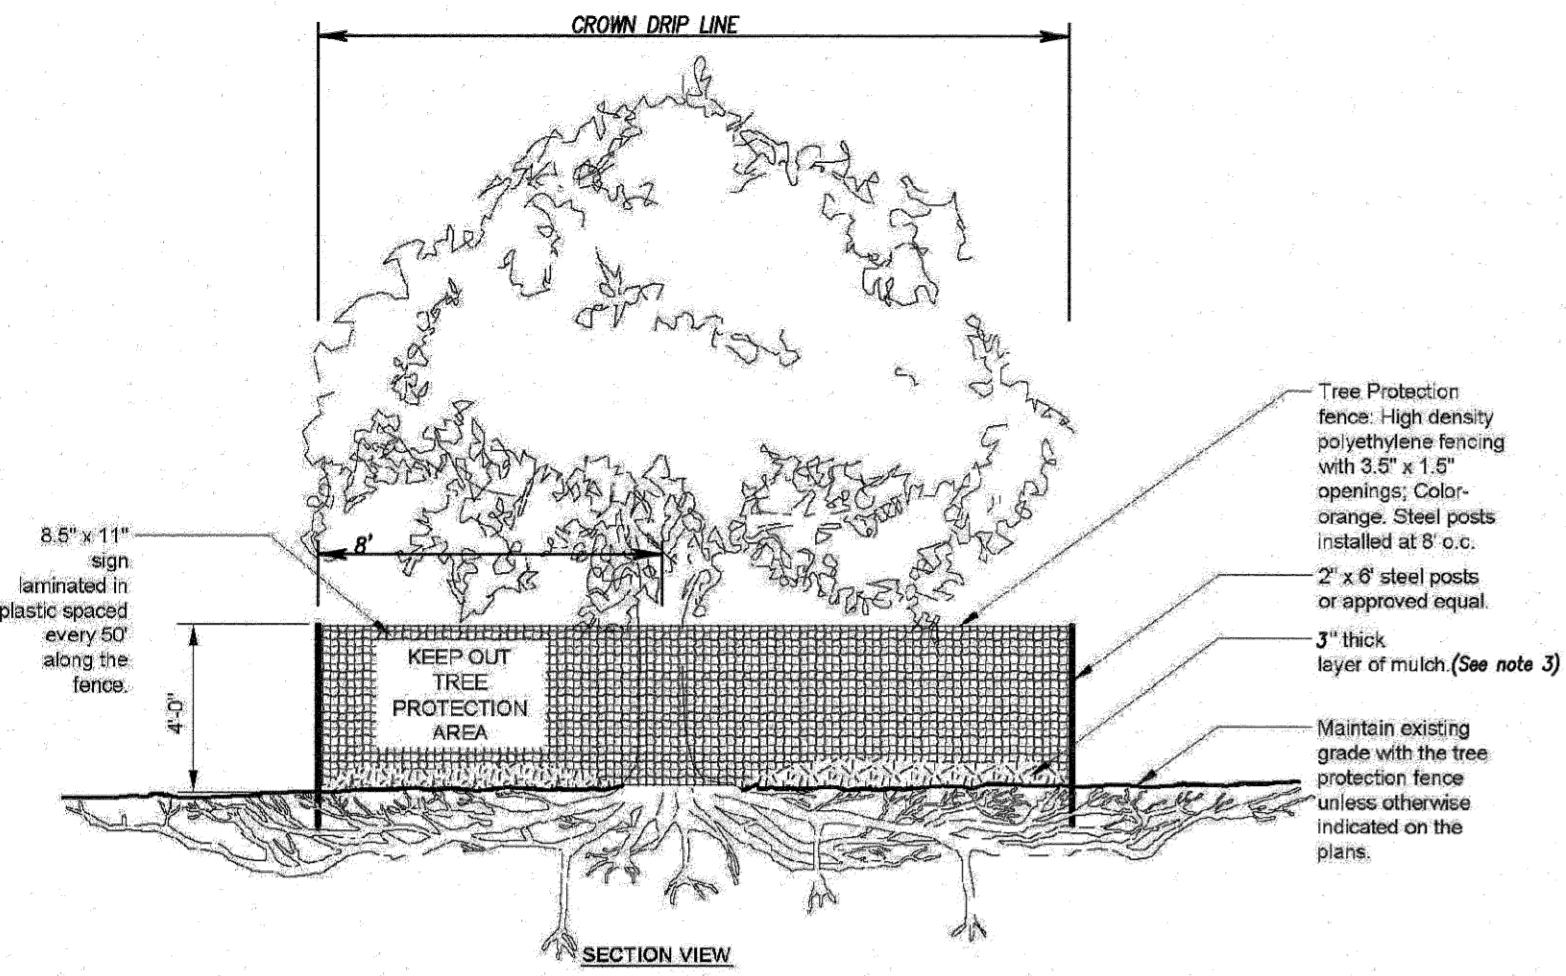 CROWN DRIP LINE
Tree Protection
fence: High density
polyethylene fencing
with 3.5" x 1.5"
openings; Color-
orange. Steel posts
installed at 8' o.c.
8.5" x 11"
sign
laminated in
plastic spaced
every 50'
along the
fence.
8'
2" x 6' steel posts
or approved equal.
3" thick
layer of mulch.(See note 3)
KEEP OUT
TREE
PROTECTION
AREA
4'-0"
Maintain existing
grade with the tree
protection fence
unless otherwise
indicated on the
plans.
SECTION VIEW